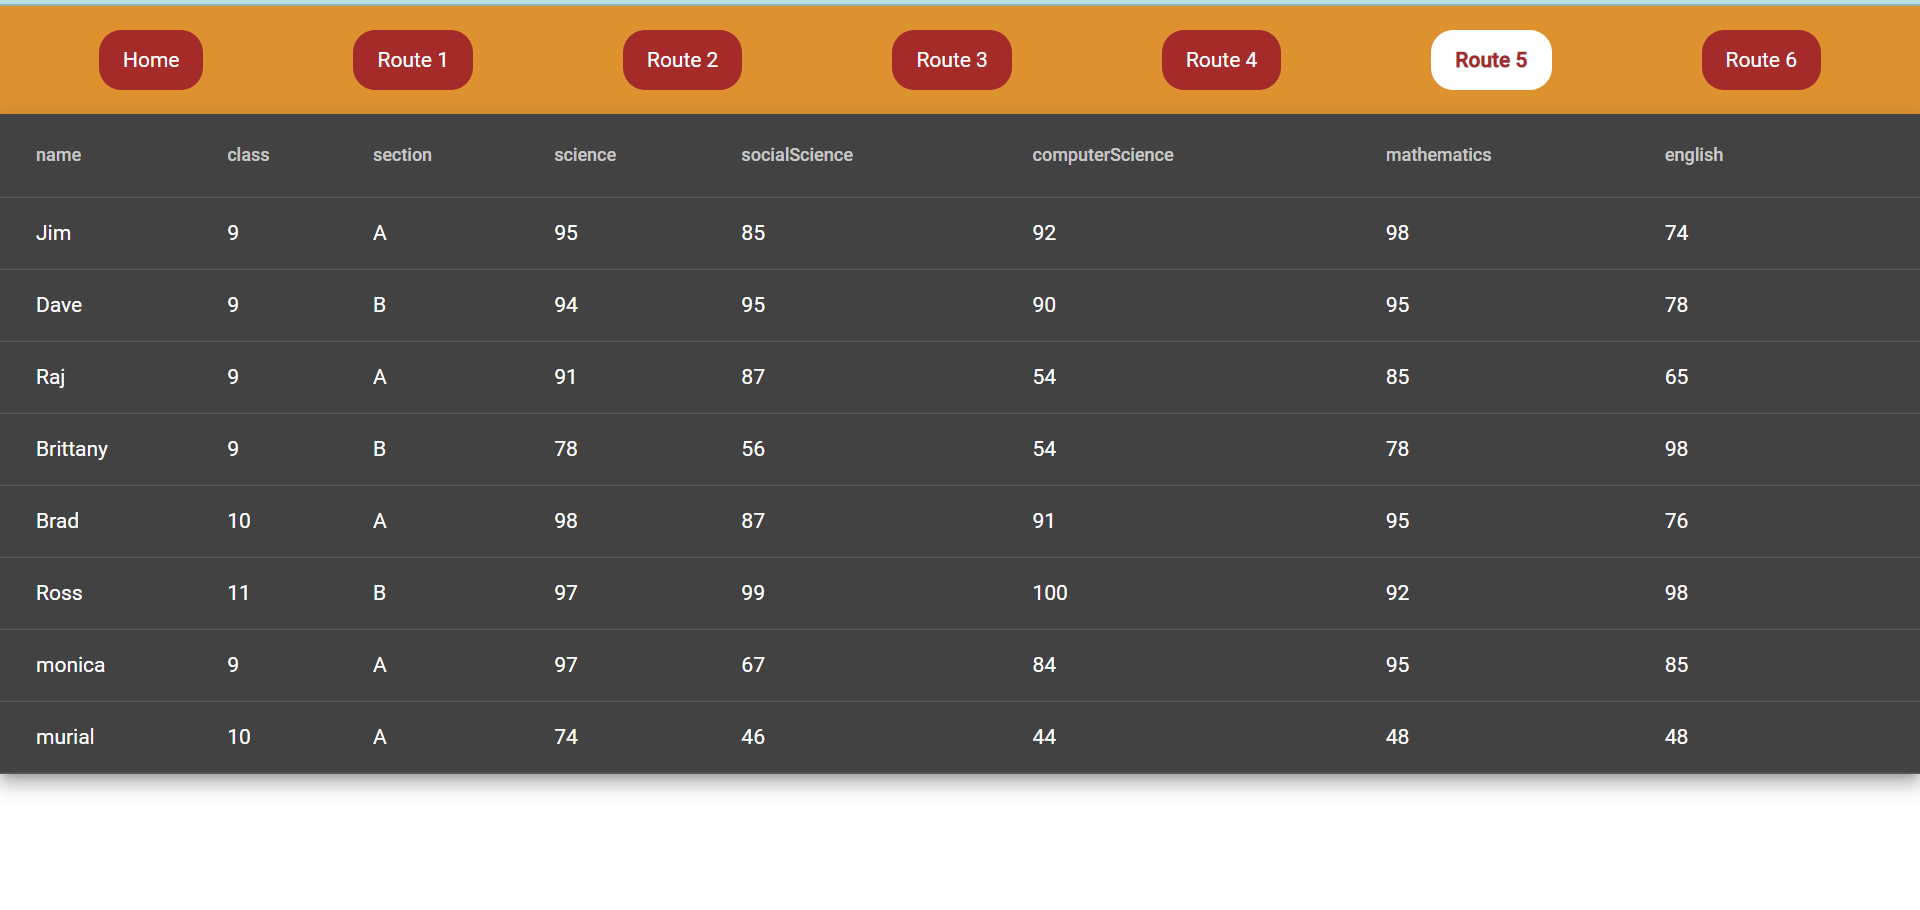 Home Route 1 Route 2 Route 3 Route 4 Route 5 Route 6
name class section science socialScience computerScience mathematics english
Jim 9 A 95 85 92 98 74
Dave 9 B 94 95 90 95 78
Raj 9 A 91 87 54 85 65
Brittany 9 B 78 56 54 78 98
Brad 10 A 98 87 91 95 76
Ross 11 B 97 99 100 92 98
monica 9 A 97 67 84 95 85
murial 10 A 74 46 44 48 48